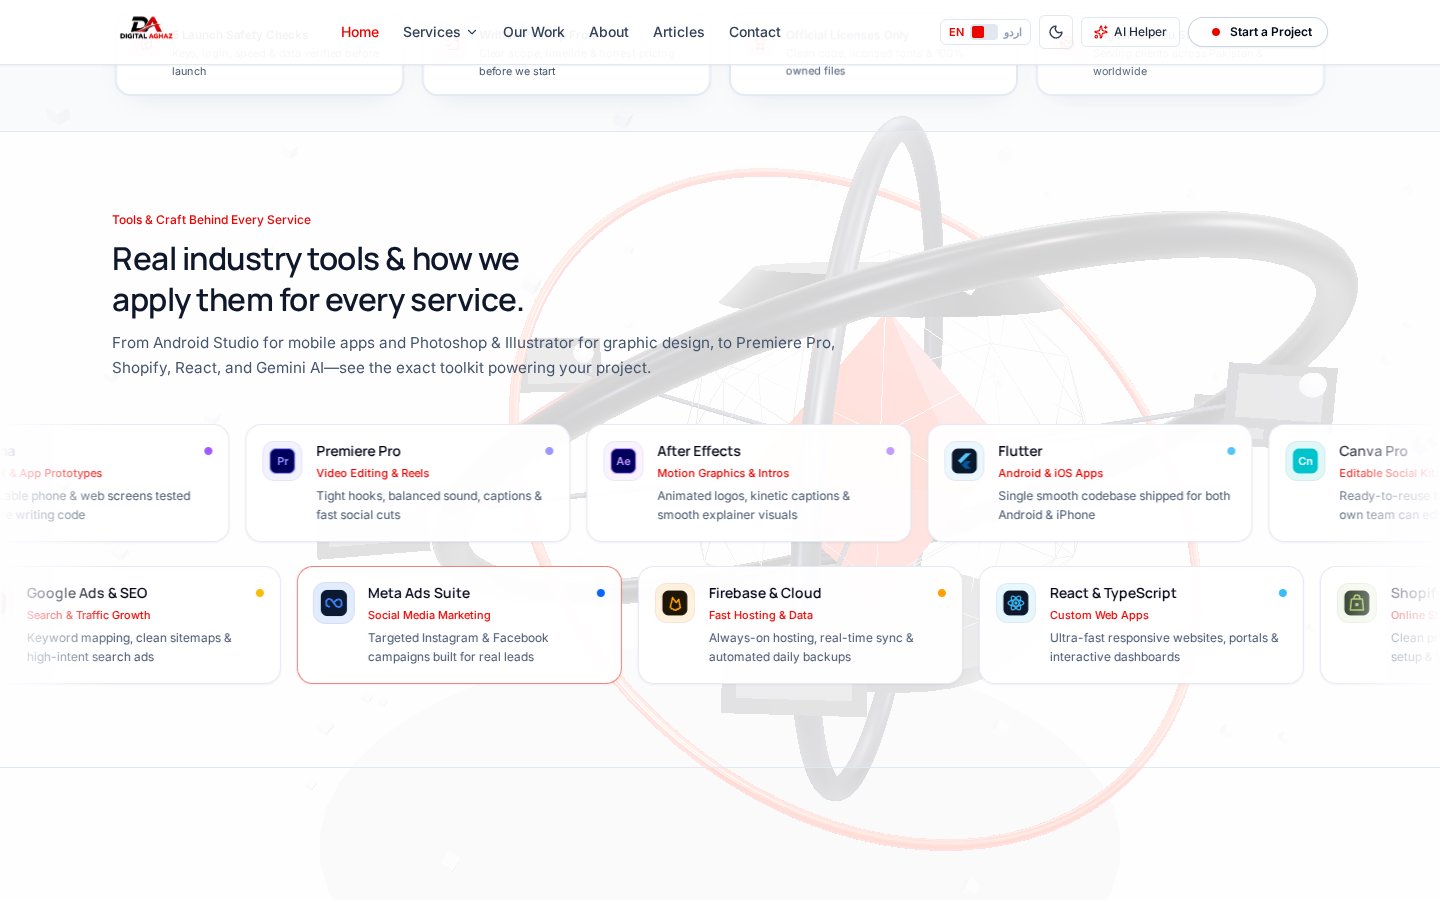 DA
DIGITAL AGHAZ
Home
Services
Our Work
About
Articles
Contact
EN
اردو
AI Helper
Start a Project
Launch Safety Checks
Official Licenses Only
launch
before we start
owned files
worldwide
Tools & Craft Behind Every Service
Real industry tools & how we
apply them for every service.
From Android Studio for mobile apps and Photoshop & Illustrator for graphic design, to Premiere Pro,
Shopify, React, and Gemini AI—see the exact toolkit powering your project.
& App Prototypes
phone & web screens tested
writing code
Pr
Premiere Pro
Video Editing & Reels
Tight hooks, balanced sound, captions &
fast social cuts
Ae
After Effects
Motion Graphics & Intros
Animated logos, kinetic captions &
smooth explainer visuals
Flutter
Android & iOS Apps
Single smooth codebase shipped for both
Android & iPhone
Cn
Canva Pro
Editable Social
Ready-to-reuse
own team can
Google Ads & SEO
Search & Traffic Growth
Keyword mapping, clean sitemaps &
high-intent search ads
Meta Ads Suite
Social Media Marketing
Targeted Instagram & Facebook
campaigns built for real leads
Firebase & Cloud
Fast Hosting & Data
Always-on hosting, real-time sync &
automated daily backups
React & TypeScript
Custom Web Apps
Ultra-fast responsive websites, portals &
interactive dashboards
Online
Clean
setup &